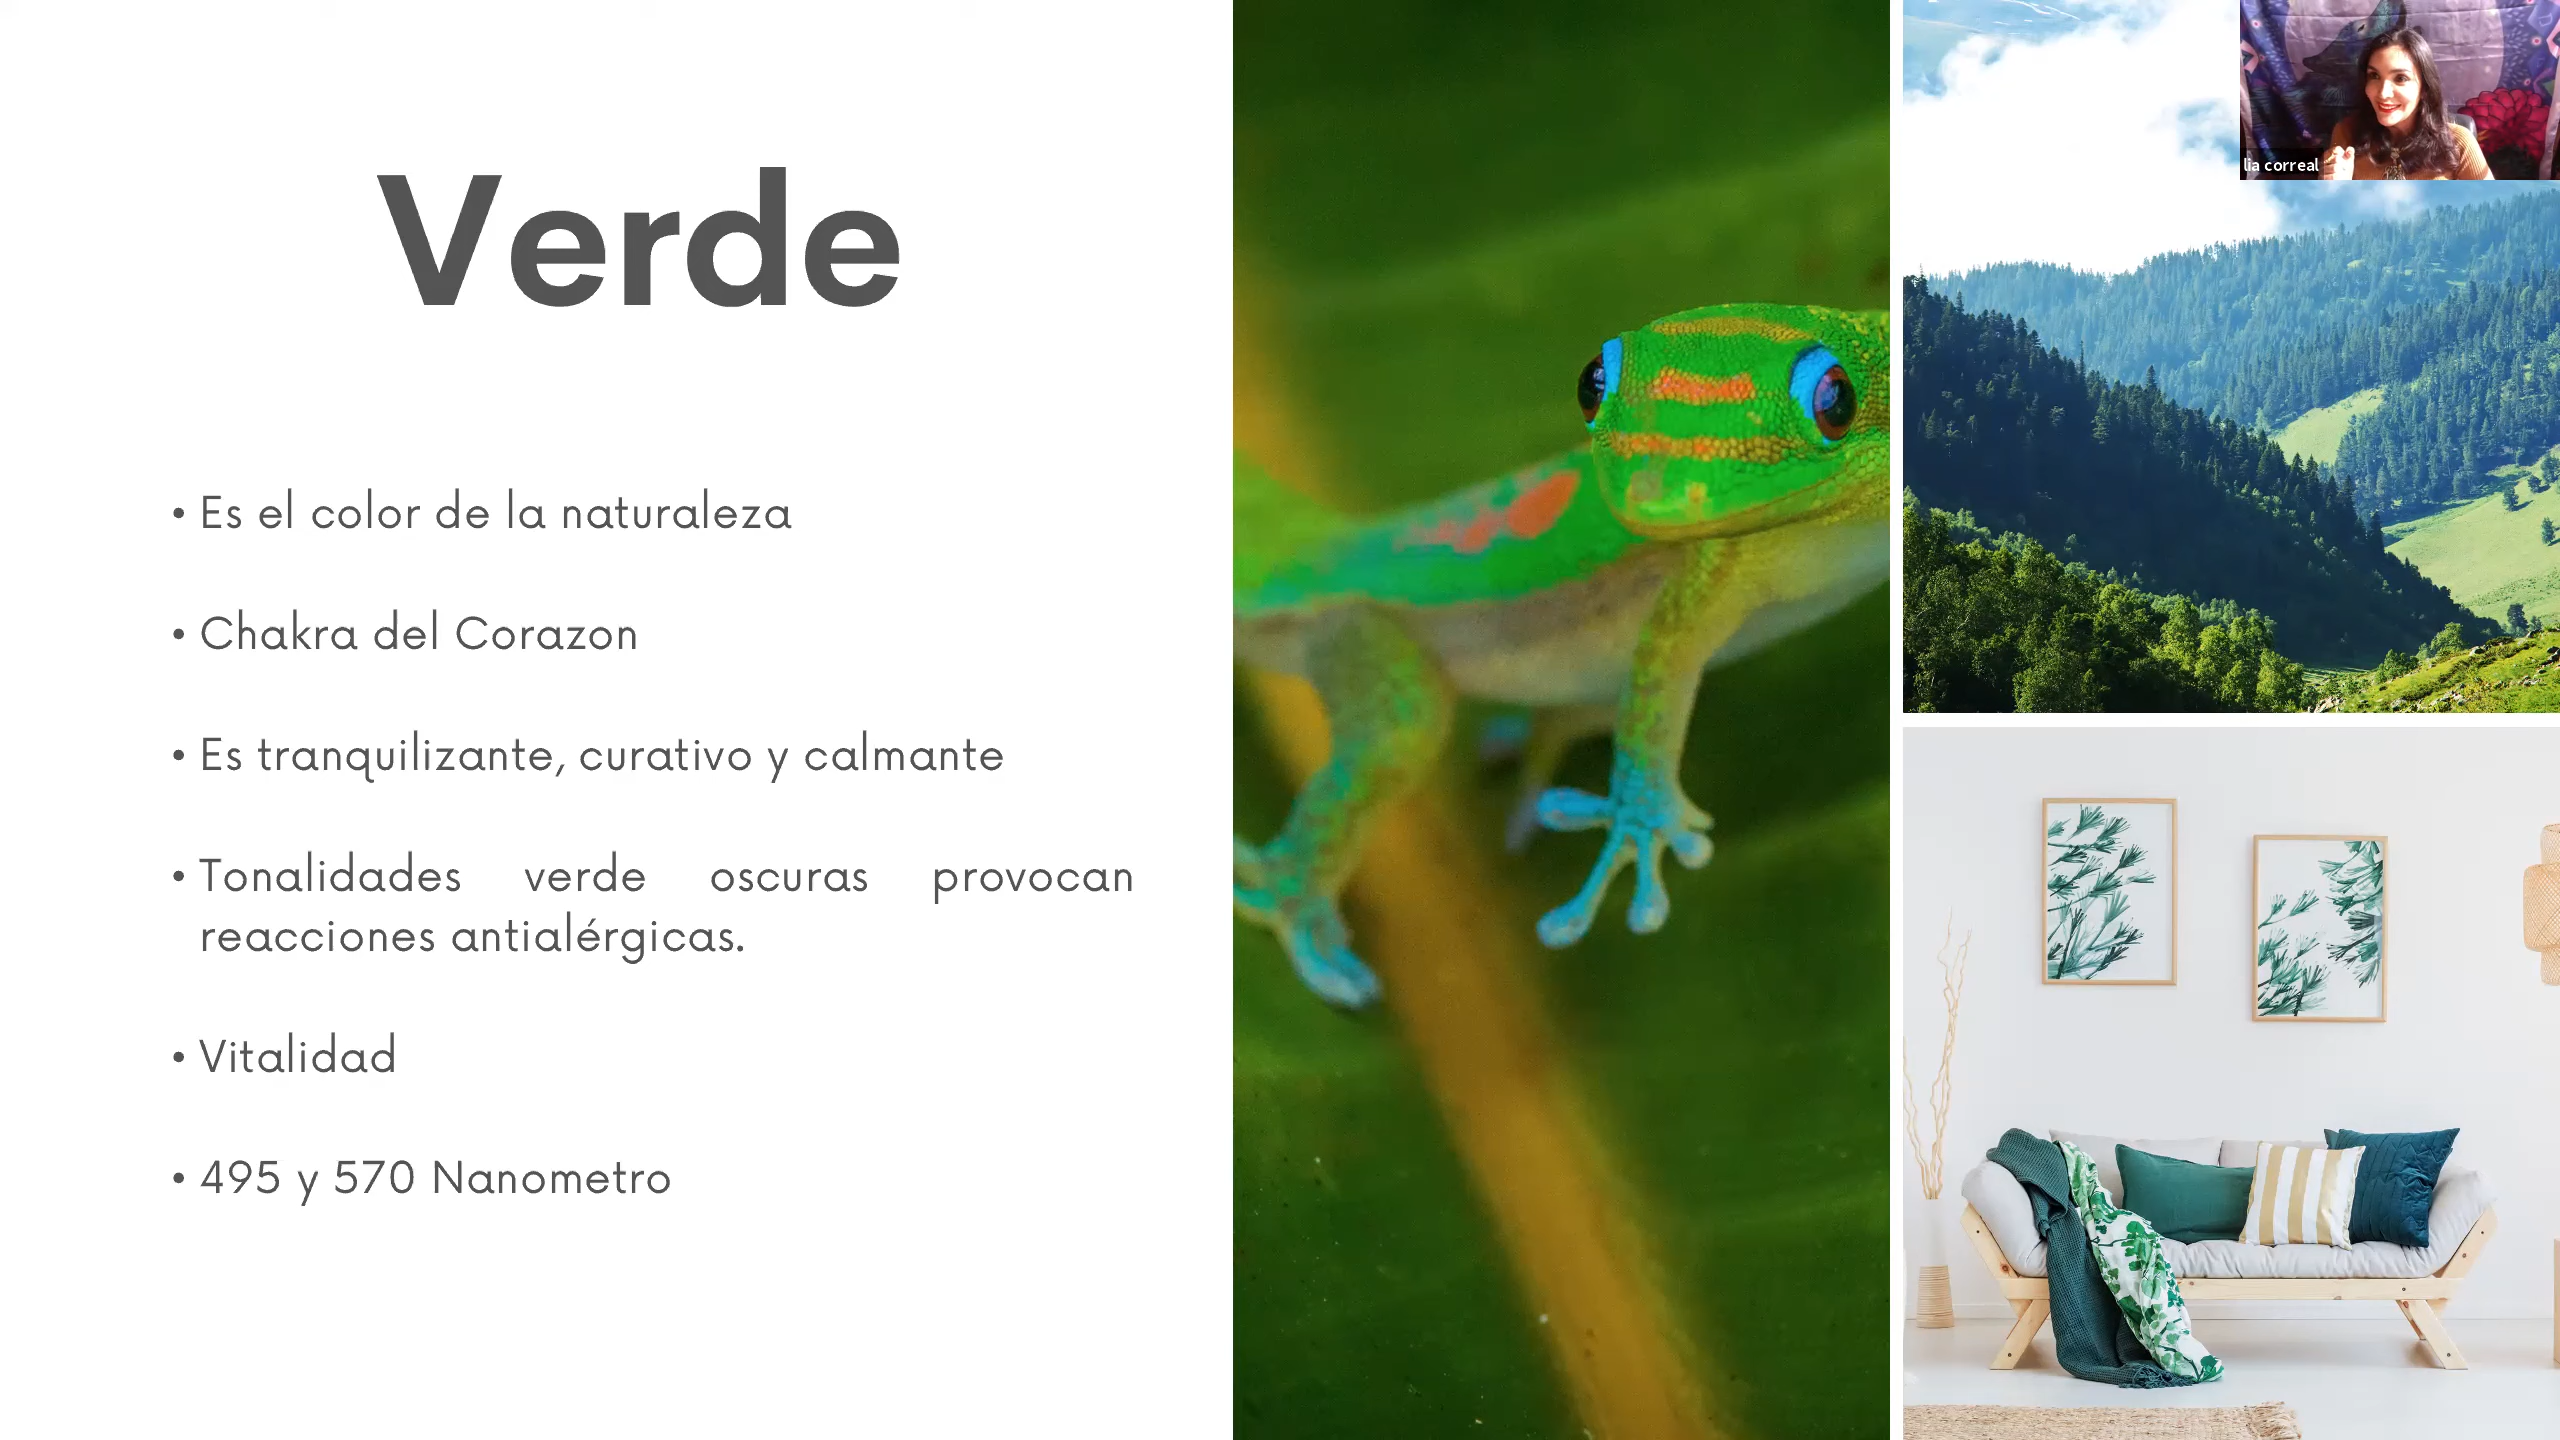 Verde
• Es el color de la naturaleza
• Chakra del Corazon
• Es tranquilizante, curativo y calmante
• Tonalidades verde oscuras provocan
reacciones antialérgicas.
• Vitalidad
• 495 y 570 Nanometro
lia correal